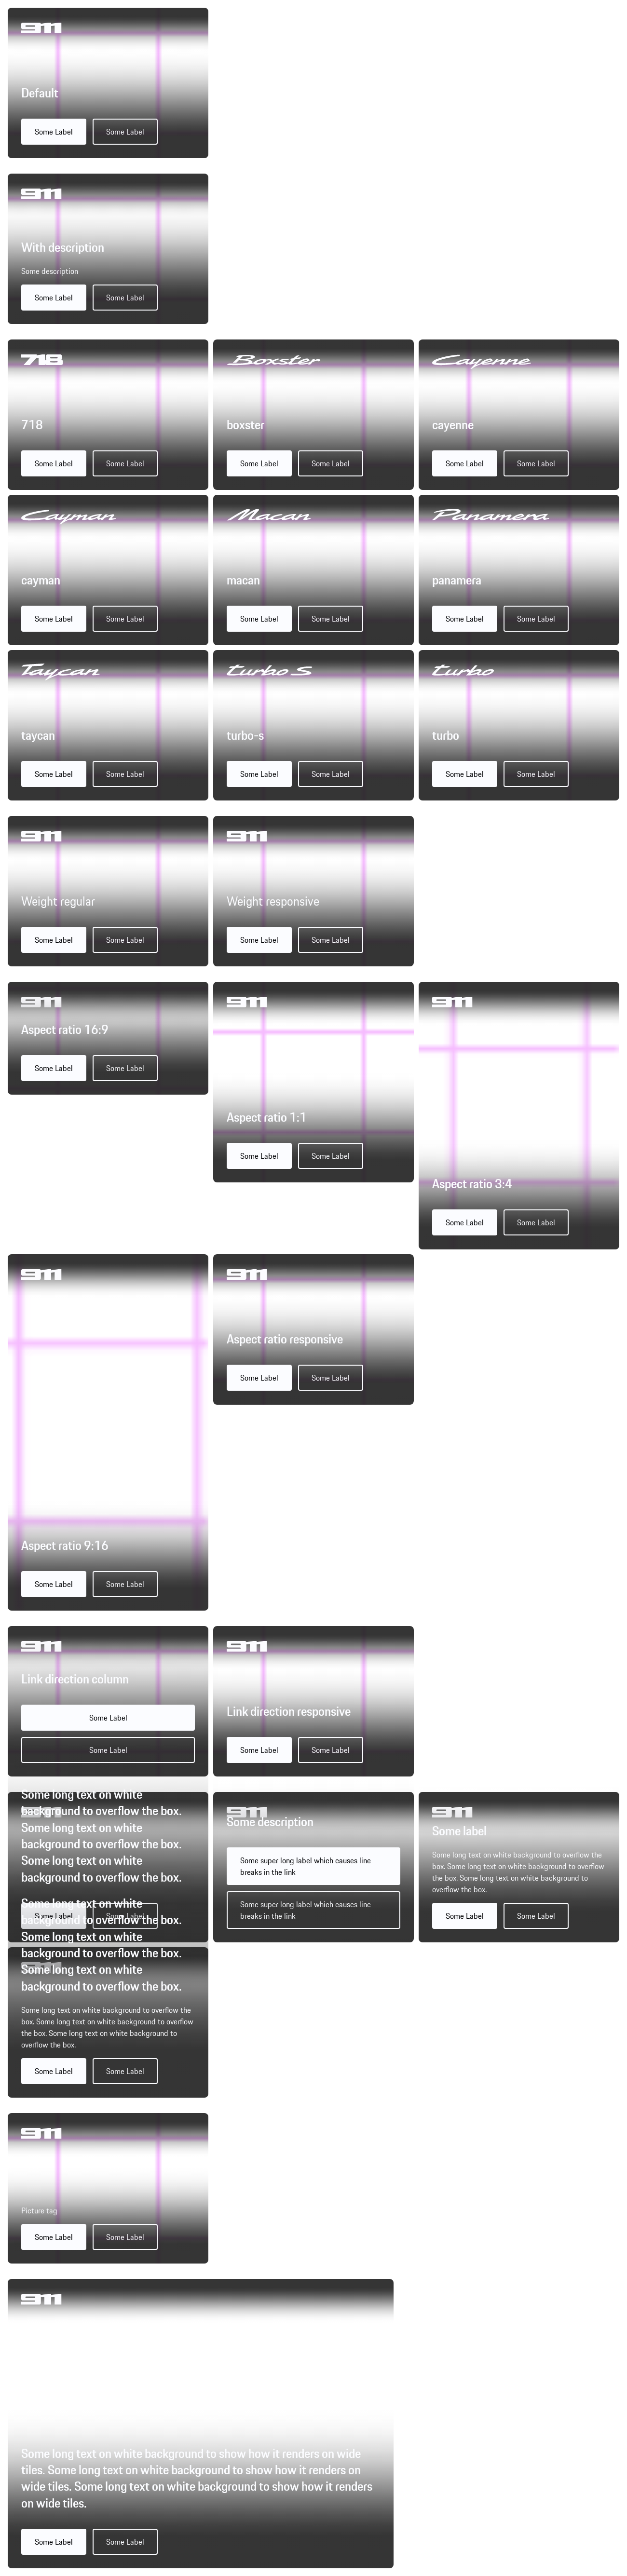 911
Default
Some Label
Some Label
911
With description
Some description
Some Label
Some Label
718
Boxster
Cayenne
718
boxster
cayenne
Some Label
Some Label
Some Label
Some Label
Some Label
Some Label
Cayman
Macan
Panamera
cayman
macan
panamera
Some Label
Some Label
Some Label
Some Label
Some Label
Some Label
Taycan
turbo S
turbo
taycan
turbo-s
turbo
Some Label
Some Label
Some Label
Some Label
Some Label
Some Label
911
911
Weight regular
Weight responsive
Some Label
Some Label
Some Label
Some Label
911
911
911
Aspect ratio 16:9
Some Label
Some Label
Aspect ratio 1:1
Some Label
Some Label
Aspect ratio 3:4
Some Label
Some Label
911
911
Aspect ratio responsive
Some Label
Some Label
Aspect ratio 9:16
Some Label
Some Label
911
911
Link direction column
Some Label
Some Label
Link direction responsive
Some Label
Some Label
Some long text on white
background to overflow the box.
Some long text on white
background to overflow the box.
Some long text on white
background to overflow the box.
Some Label
Some Label
911
Some description
Some super long label which causes line
breaks in the link
Some super long label which causes line
breaks in the link
911
Some label
Some long text on white background to overflow the
box. Some long text on white background to overflow
the box. Some long text on white background to
overflow the box.
Some Label
Some Label
Some long text on white
background to overflow the box.
Some long text on white
background to overflow the box.
Some long text on white
background to overflow the box.
Some long text on white background to overflow the
box. Some long text on white background to overflow
the box. Some long text on white background to
overflow the box.
Some Label
Some Label
911
Picture tag
Some Label
Some Label
911
Some long text on white background to show how it renders on wide
tiles. Some long text on white background to show how it renders on
wide tiles. Some long text on white background to show how it renders
on wide tiles.
Some Label
Some Label